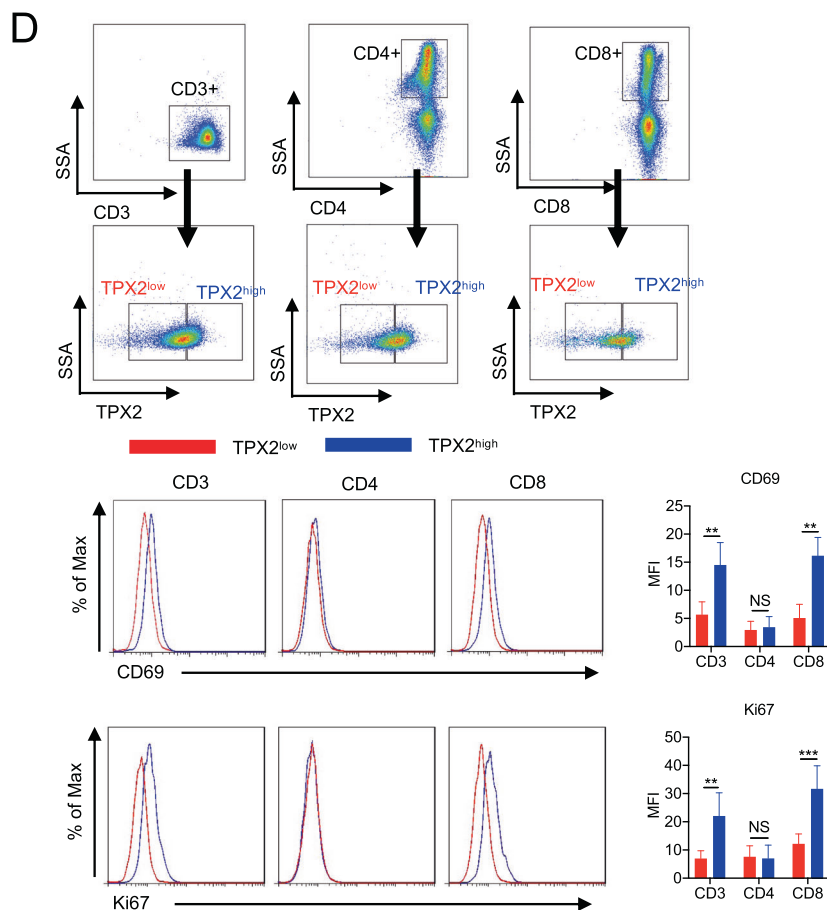 D
CD3+
CD4+
CD8+
SSA
SSA
SSA
CD3
CD4
CD8
TPX2low
TPX2high
TPX2low
TPX2high
TPX2low
TPX2high
SSA
SSA
SSA
TPX2
TPX2
TPX2
TPX2low
TPX2high
CD3
CD4
CD8
% of Max
CD69
CD69
MFI
25
20
15
10
5
0
**
NS
**
CD3
CD4
CD8
% of Max
Ki67
Ki67
MFI
50
40
30
20
10
0
**
NS
***
CD3
CD4
CD8